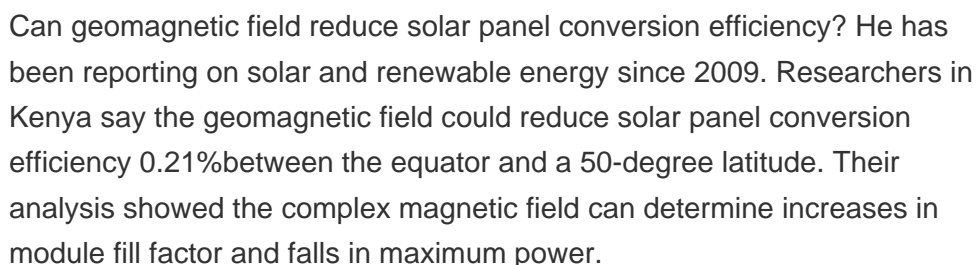 Can geomagnetic field reduce solar panel conversion efficiency? He has
been reporting on solar and renewable energy since 2009. Researchers in
Kenya say the geomagnetic field could reduce solar panel conversion
efficiency 0.21%between the equator and a 50-degree latitude. Their
analysis showed the complex magnetic field can determine increases in
module fill factor and falls in maximum power.